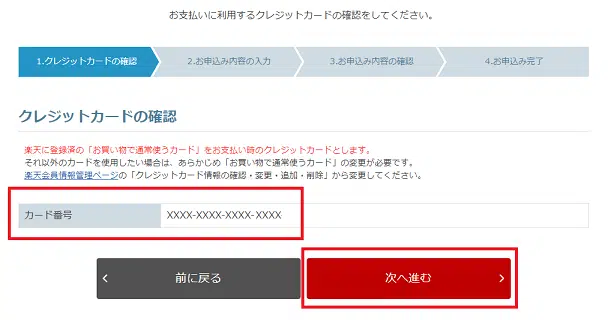 お支払いに利用するクレジットカードの確認をしてください。
1.クレジットカードの確認
2.お申込み内容の入力
3.お申込み内容の確認
4.お申込み完了
クレジットカードの確認
楽天に登録済の「お買い物で通常使うカード」をお支払い時のクレジットカードとします。
それ以外のカードを使用したい場合は、あらかじめ「お買い物で通常使うカード」の変更が必要です。
楽天会員情報管理ページの「クレジットカード情報の確認・変更・追加・削除」から変更してください。
カード番号 XXXX-XXXX-XXXX-XXXX
前に戻る
次へ進む